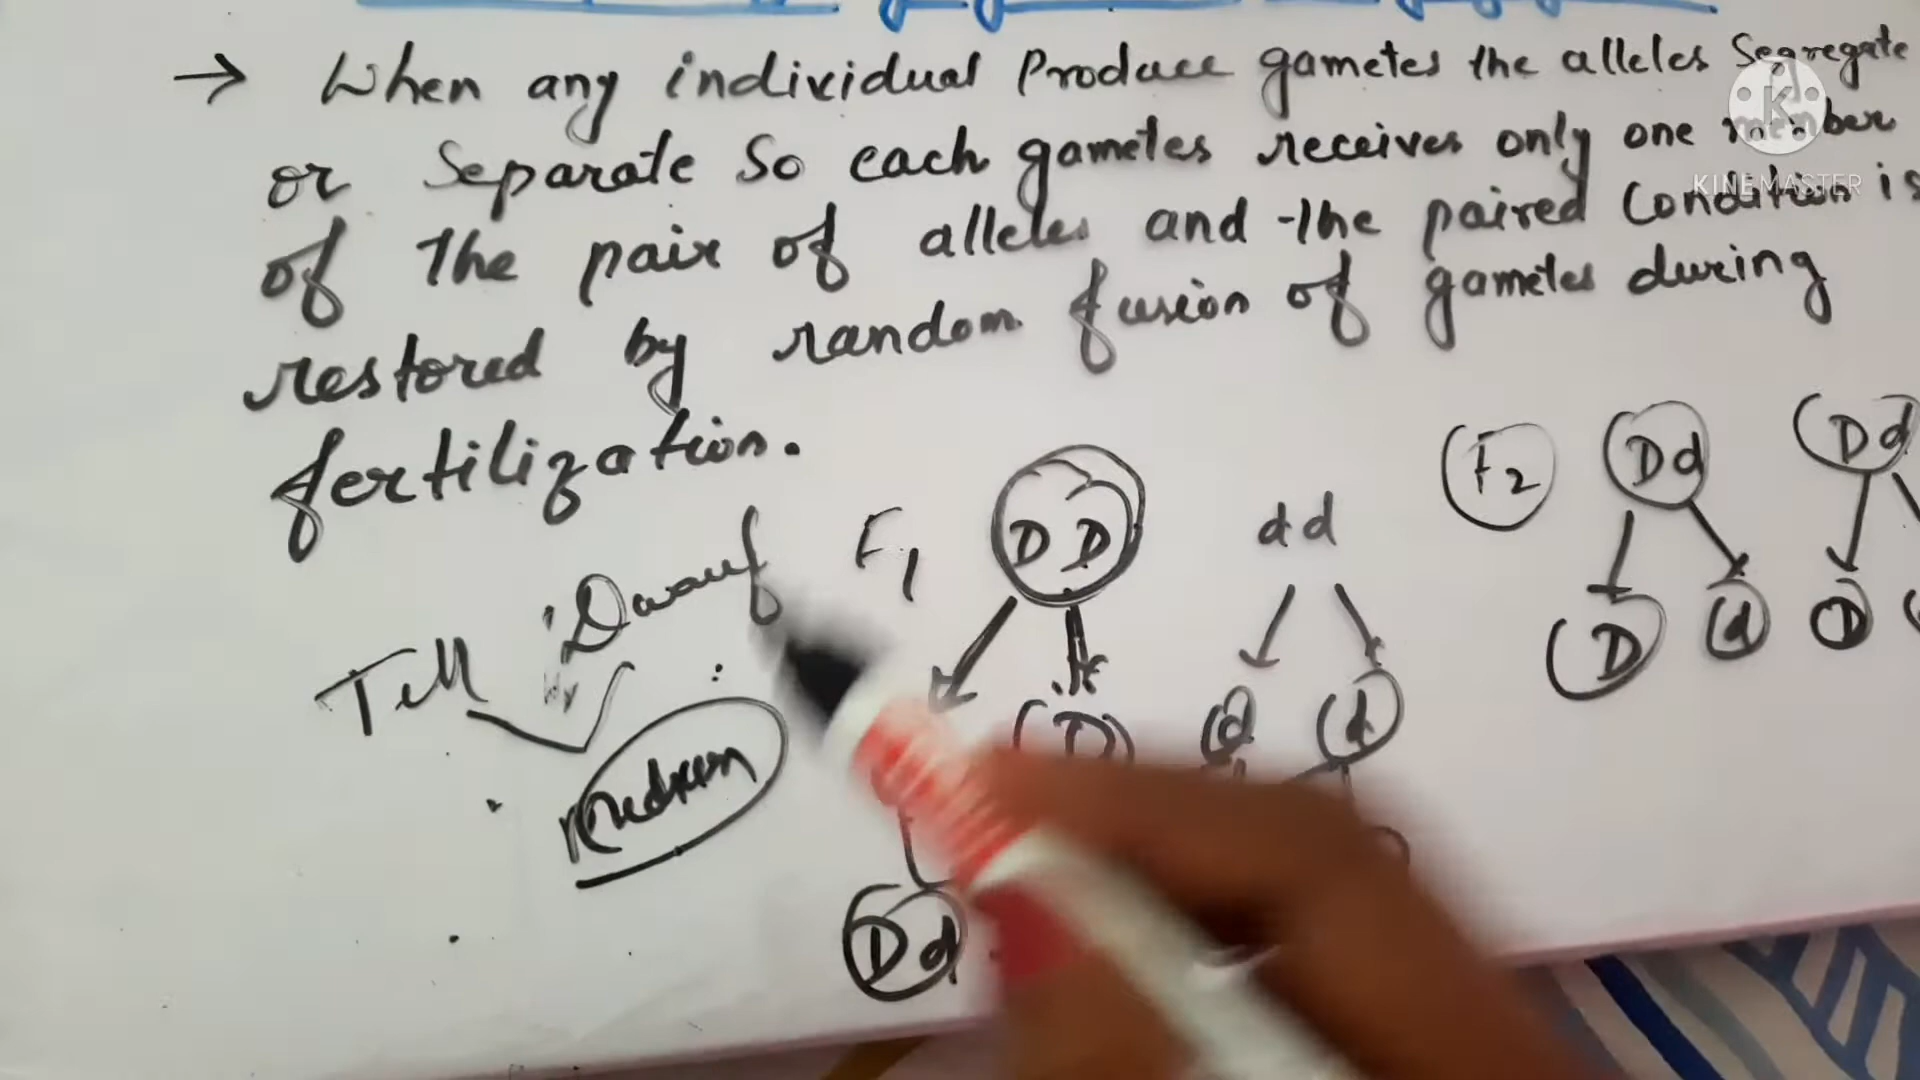 → When any individual Produce gametes the alleles Segregate
or Separate So each gametes receives only one member
of The pair of alleles and the paired Condition is
restored by random fusion of gametes during
fertilization.
K
KINEMASTER
F2 Dd Dd
D d D
F1 DD dd
D d d
Dwarf
Tall
medium
Dd